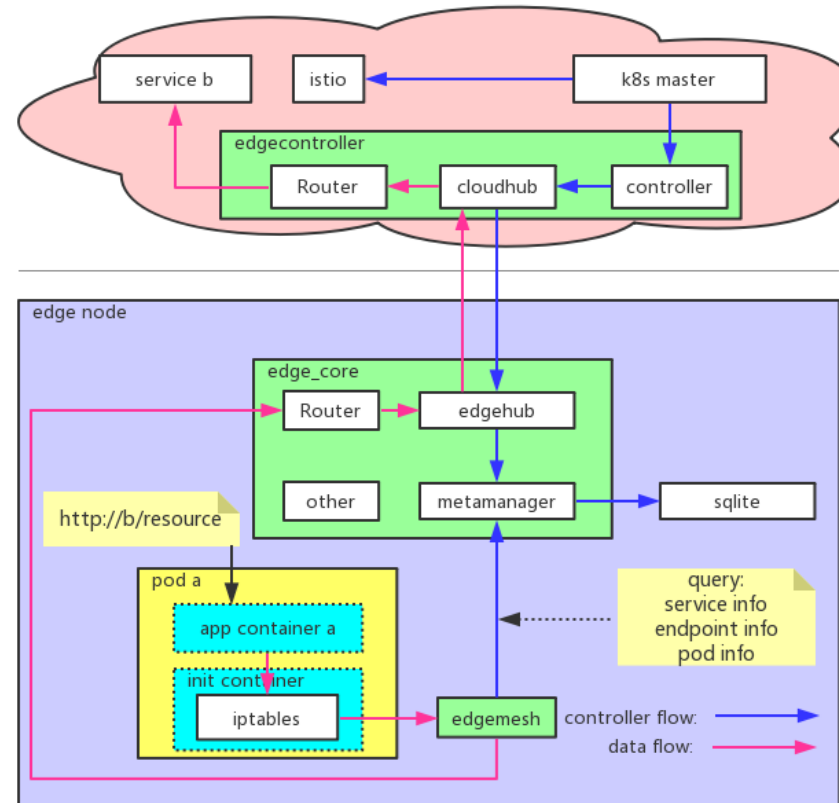 service b
istio
k8s master
edgecontroller
Router
cloudhub
controller
edge node
edge_core
Router
edgehub
other
metamanager
sqlite
http://b/resource
pod a
app container a
init container
iptables
query:
service info
endpoint info
pod info
edgemesh
controller flow:
data flow: